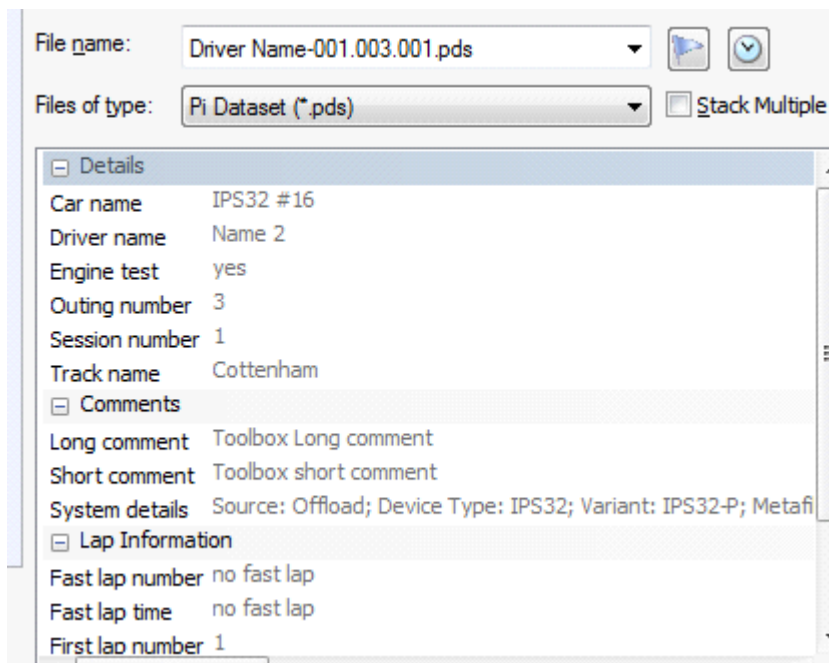 File name: Driver Name-001.003.001.pds
Files of type: Pi Dataset (*.pds) Stack Multiple
Details
Car name IPS32 #16
Driver name Name 2
Engine test yes
Outing number 3
Session number 1
Track name Cottenham
Comments
Long comment Toolbox Long comment
Short comment Toolbox short comment
System details Source: Offload; Device Type: IPS32; Variant: IPS32-P; Metafi
Lap Information
Fast lap number no fast lap
Fast lap time no fast lap
First lap number 1